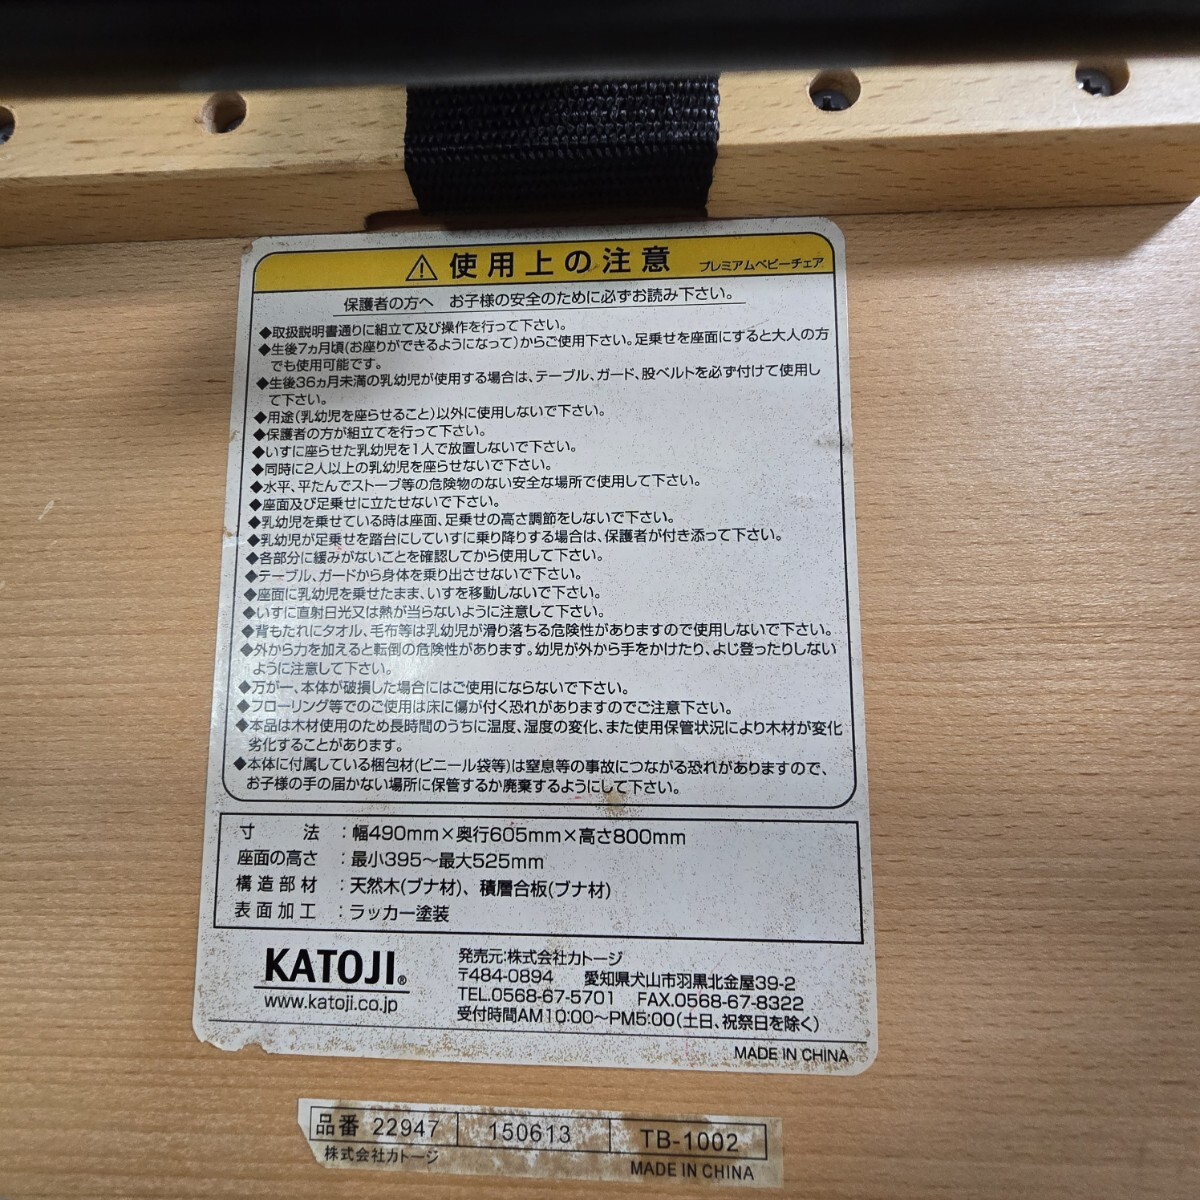 ⚠使用上の注意 プレミアムベビーチェア
保護者の方へ お子様の安全のために必ずお読み下さい。
◆取扱説明書通りに組立て及び操作を行って下さい。
◆生後7ヵ月頃(お座りができるようになって)からご使用下さい。足乗せを座面にすると大人の方
でも使用可能です。
◆生後36ヵ月未満の乳幼児が使用する場合は、テーブル、ガード、股ベルトを必ず付けて使用し
て下さい。
◆用途(乳幼児を座らせること)以外に使用しないで下さい。
◆保護者の方が組立てを行って下さい。
◆いすに座らせた乳幼児を1人で放置しないで下さい。
◆同時に2人以上の乳幼児を座らせないで下さい。
◆水平、平たんでストーブ等の危険物のない安全な場所で使用して下さい。
◆座面及び足乗せに立たせないで下さい。
◆乳幼児を乗せている時は座面、足乗せの高さ調節をしないで下さい。
◆乳幼児が足乗せを踏台にしていすに乗り降りする場合は、保護者が付き添って下さい。
◆各部分に緩みがないことを確認してから使用して下さい。
◆テーブル、ガードから身体を乗り出させないで下さい。
◆座面に乳幼児を乗せたまま、いすを移動しないで下さい。
◆いすに直射日光又は熱が当らないように注意して下さい。
◆背もたれにタオル、毛布等は乳幼児が滑り落ちる危険性がありますので使用しないで下さい。
◆外から力を加えると転倒の危険性があります。幼児が外から手をかけたり、よじ登ったりしない
ように注意して下さい。
◆万が一、本体が破損した場合にはご使用にならないで下さい。
◆フローリング等でのご使用は床に傷が付く恐れがありますのでご注意下さい。
◆本品は木材使用のため長時間のうちに温度、湿度の変化、また使用保管状況により木材が変化
劣化することがあります。
◆本体に付属している梱包材(ビニール袋等)は窒息等の事故につながる恐れがありますので、
お子様の手の届かない場所に保管するか廃棄するようにして下さい。
寸法:幅490mm×奥行605mm×高さ800mm
座面の高さ:最小395～最大525mm
構造部材:天然木(ブナ材)、積層合板(ブナ材)
表面加工:ラッカー塗装
KATOJI®
www.katoji.co.jp
発売元:株式会社カトージ
〒484-0894 愛知県犬山市羽黒北金屋39-2
TEL.0568-67-5701 FAX.0568-67-8322
受付時間AM10:00～PM5:00(土日、祝祭日を除く)
MADE IN CHINA
品番 22947 150613 TB-1002
株式会社カトージ MADE IN CHINA